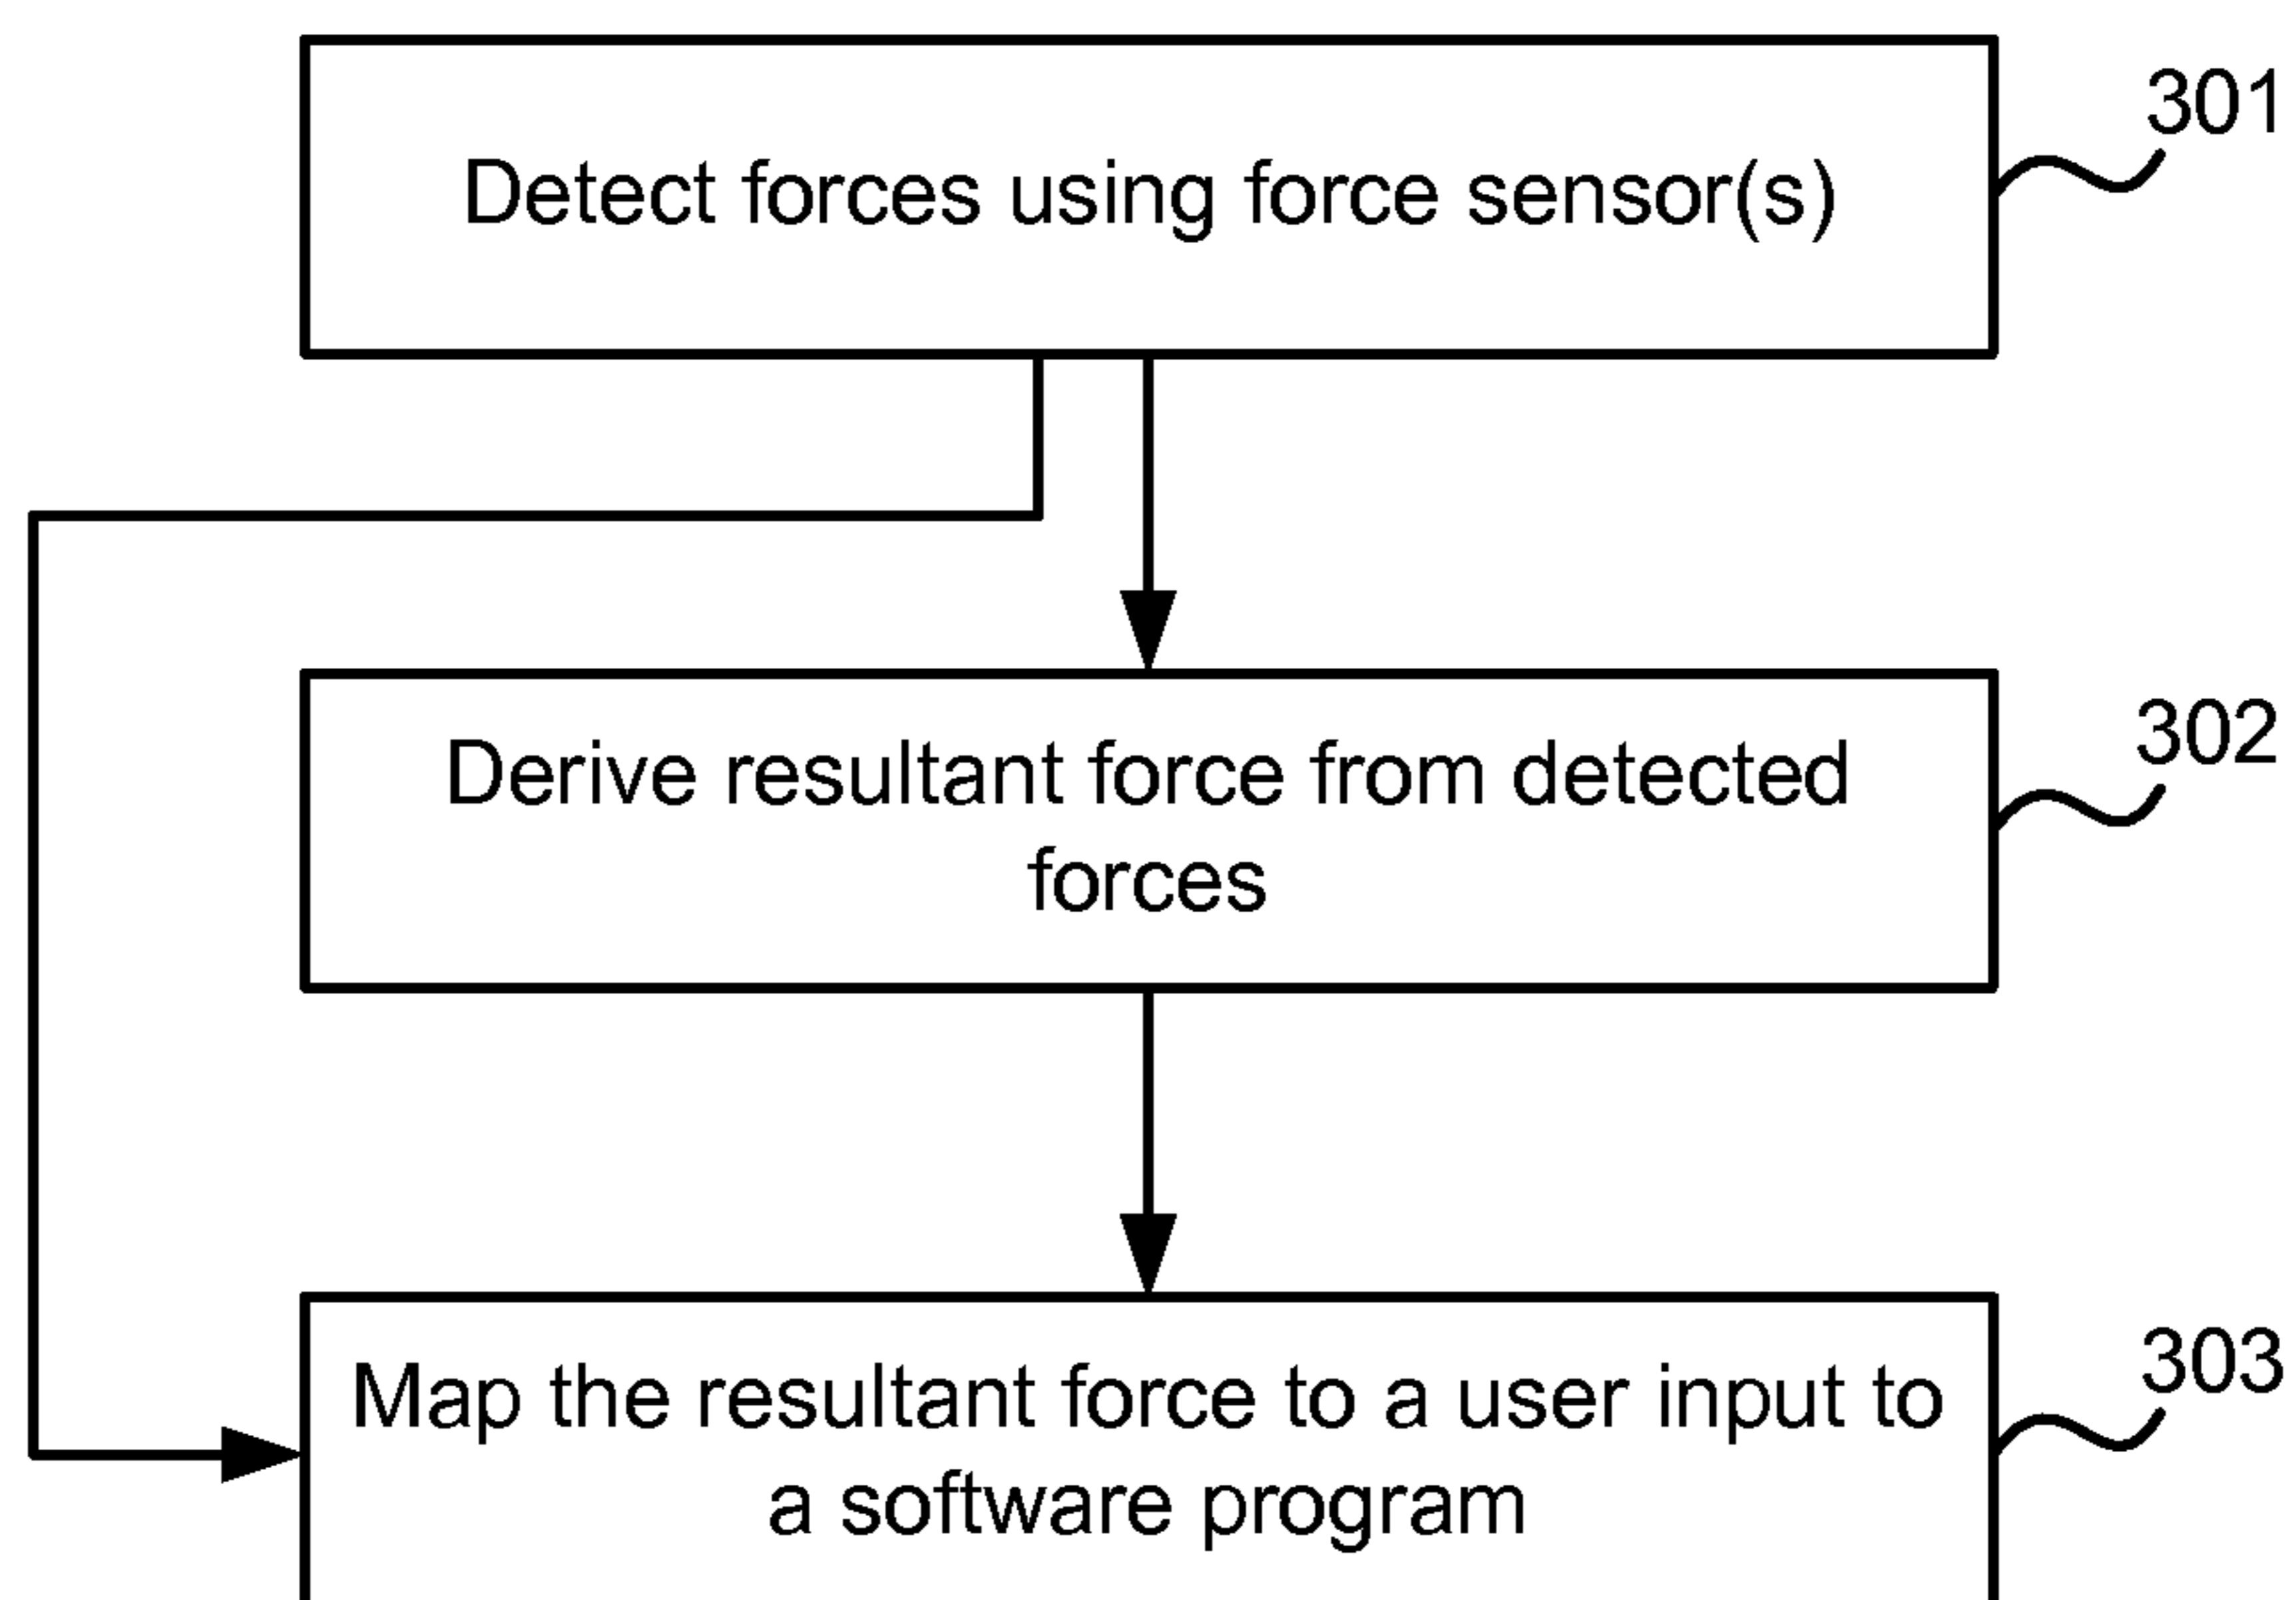 301
Detect forces using force sensor(s)
302
Derive resultant force from detected
forces
303
Map the resultant force to a user input to
a software program